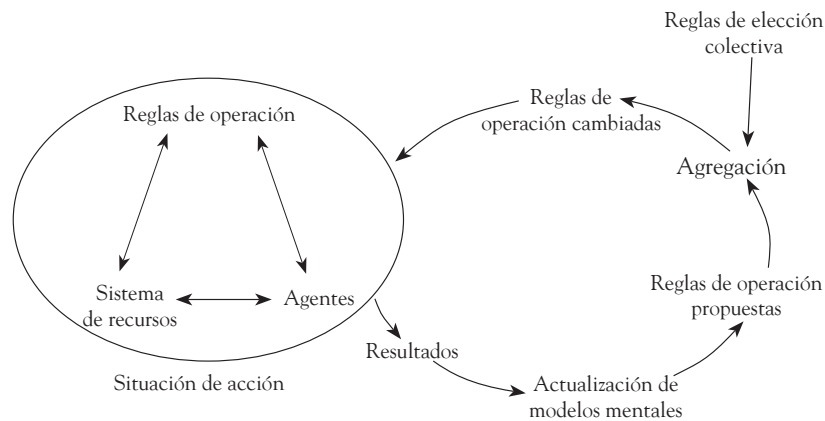 Reglas de elección
colectiva
Reglas de
operación cambiadas
Reglas de operación
Agregación
Reglas de operación
propuestas
Sistema
de recursos
Agentes
Resultados
Situación de acción
Actualización de
modelos mentales